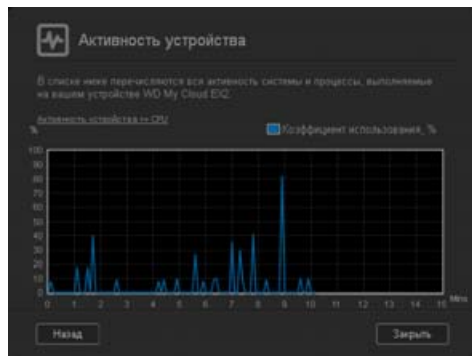 Активность устройства
В списке ниже перечисляются вся активность системы и процессы, выполняемые
на вашем устройстве WD My Cloud EX2.
Активность устройства >> CPU
%
Коэффициент использования, %
100
90
80
70
60
50
40
30
20
10
0
0 1 2 3 4 5 6 7 8 9 10 11 12 13 14 15 Mins
Назад
Закрыть